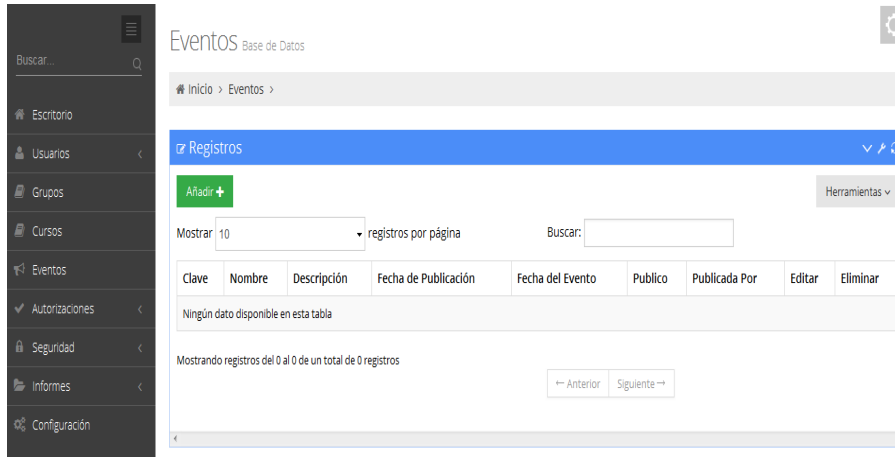 Buscar...
Escritorio
Usuarios
Grupos
Cursos
Eventos
Autorizaciones
Seguridad
Informes
Configuración
Eventos Base de Datos
Inicio > Eventos >
Registros
Añadir
Herramientas
Mostrar 10 registros por página Buscar:
Clave Nombre Descripción Fecha de Publicación Fecha del Evento Publico Publicada Por Editar Eliminar
Ningún dato disponible en esta tabla
Mostrando registros del 0 al 0 de un total de 0 registros
← Anterior Siguiente →